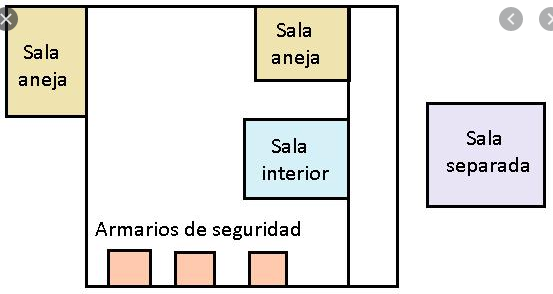 Sala
aneja
Sala
aneja
Sala
interior
Sala
separada
Armarios de seguridad